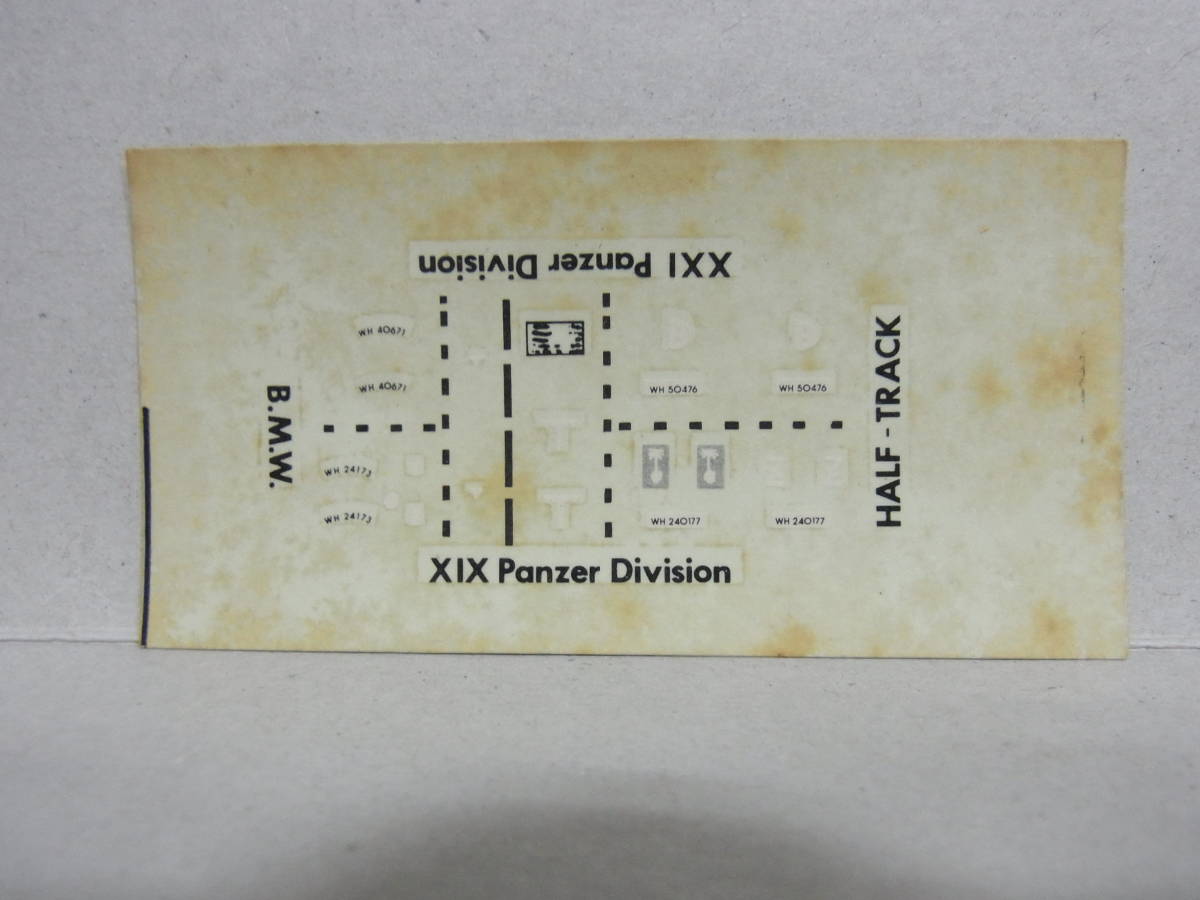 XXI Panzer Division
WH 40671
WH 40671
B.M.W.
WH 24173
WH 24173
WH 50476
WH 50476
HALF-TRACK
WH 240177
WH 240177
XIX Panzer Division